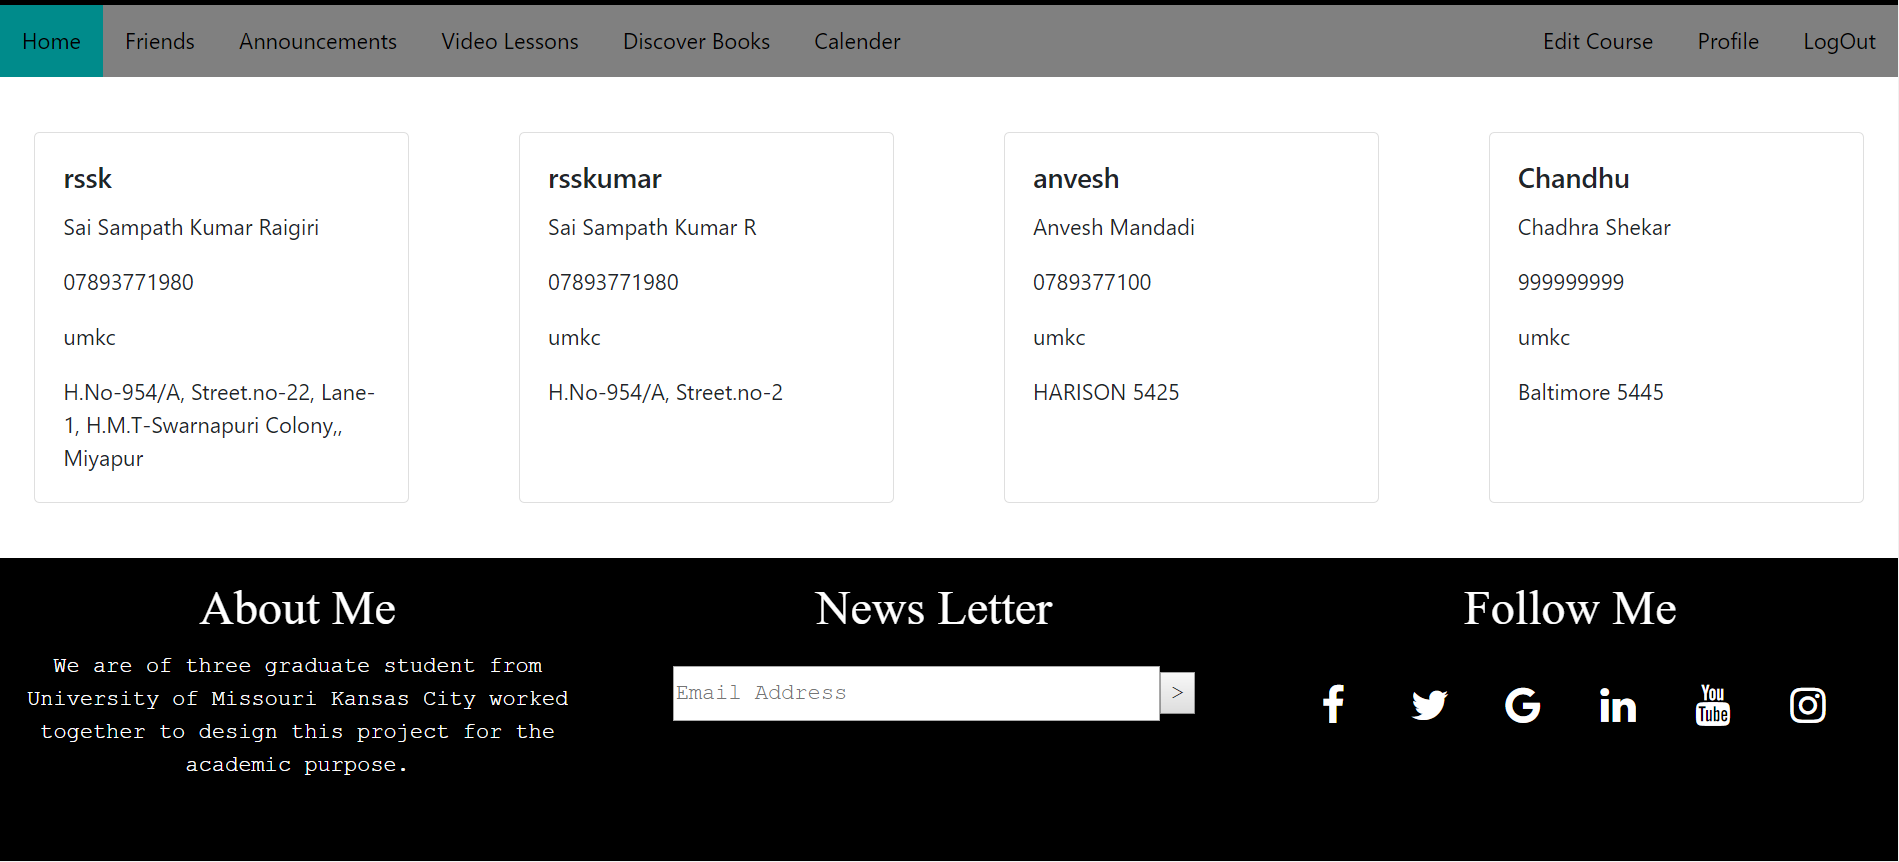 Home Friends Announcements Video Lessons Discover Books Calender Edit Course Profile LogOut
rssk
Sai Sampath Kumar Raigiri
07893771980
umkc
H.No-954/A, Street.no-22, Lane-
1, H.M.T-Swarnapuri Colony,,
Miyapur
rsskumar
Sai Sampath Kumar R
07893771980
umkc
H.No-954/A, Street.no-2
anvesh
Anvesh Mandadi
0789377100
umkc
HARISON 5425
Chandhu
Chadhra Shekar
999999999
umkc
Baltimore 5445
About Me
We are of three graduate student from
University of Missouri Kansas City worked
together to design this project for the
academic purpose.
News Letter
Email Address >
Follow Me
You
Tube